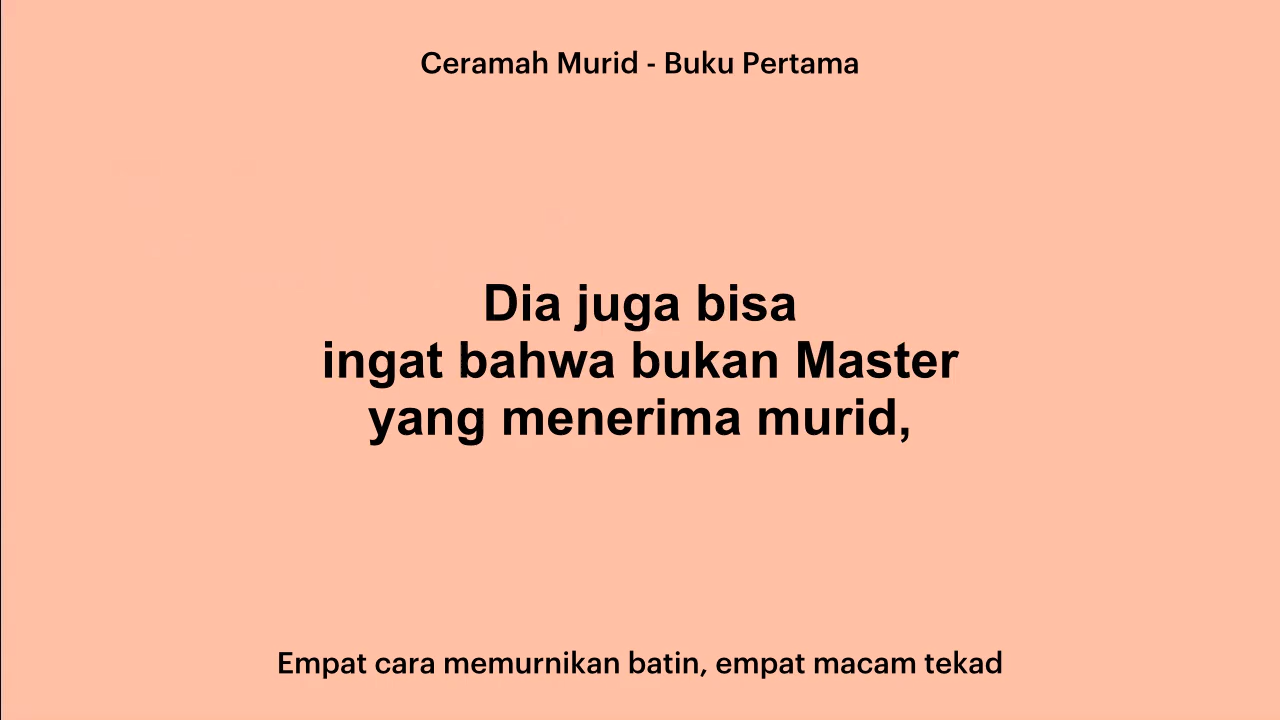 Ceramah Murid - Buku Pertama
Dia juga bisa
ingat bahwa bukan Master
yang menerima murid,
Empat cara memurnikan batin, empat macam tekad